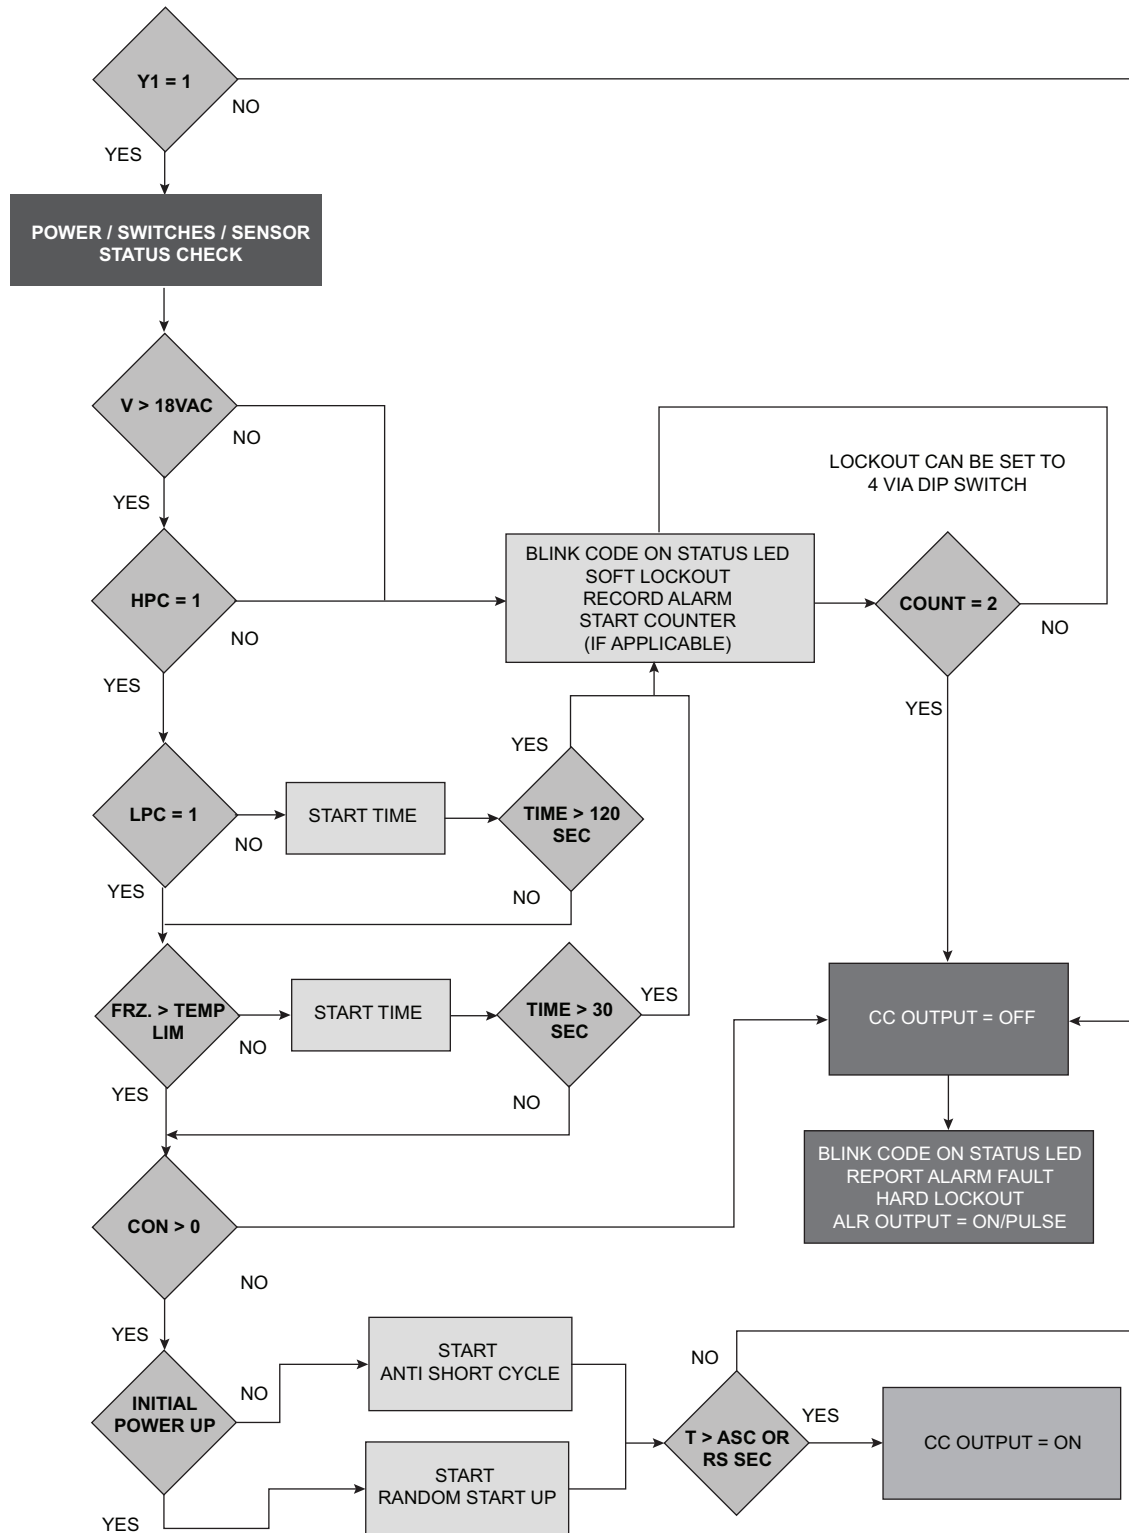 Y1 = 1
NO
YES
POWER / SWITCHES / SENSOR
STATUS CHECK
V > 18VAC
NO
YES
LOCKOUT CAN BE SET TO
4 VIA DIP SWITCH
HPC = 1
NO
YES
BLINK CODE ON STATUS LED
SOFT LOCKOUT
RECORD ALARM
START COUNTER
(IF APPLICABLE)
COUNT = 2
NO
YES
LPC = 1
NO
YES
START TIME
TIME > 120
SEC
YES
NO
FRZ. > TEMP
LIM
NO
YES
START TIME
TIME > 30
SEC
YES
NO
CC OUTPUT = OFF
BLINK CODE ON STATUS LED
REPORT ALARM FAULT
HARD LOCKOUT
ALR OUTPUT = ON/PULSE
CON > 0
NO
YES
INITIAL
POWER UP
NO
YES
START
ANTI SHORT CYCLE
START
RANDOM START UP
T > ASC OR
RS SEC
NO
YES
CC OUTPUT = ON